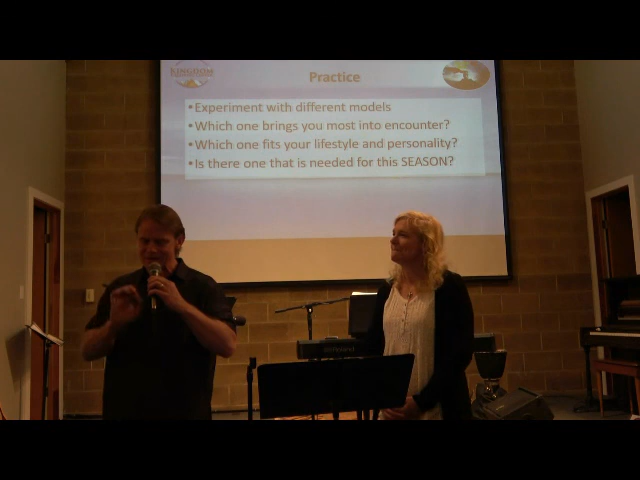 KINGDOM
Practice
•Experiment with different models
•Which one brings you most into encounter?
•Which one fits your lifestyle and personality?
•Is there one that is needed for this SEASON?